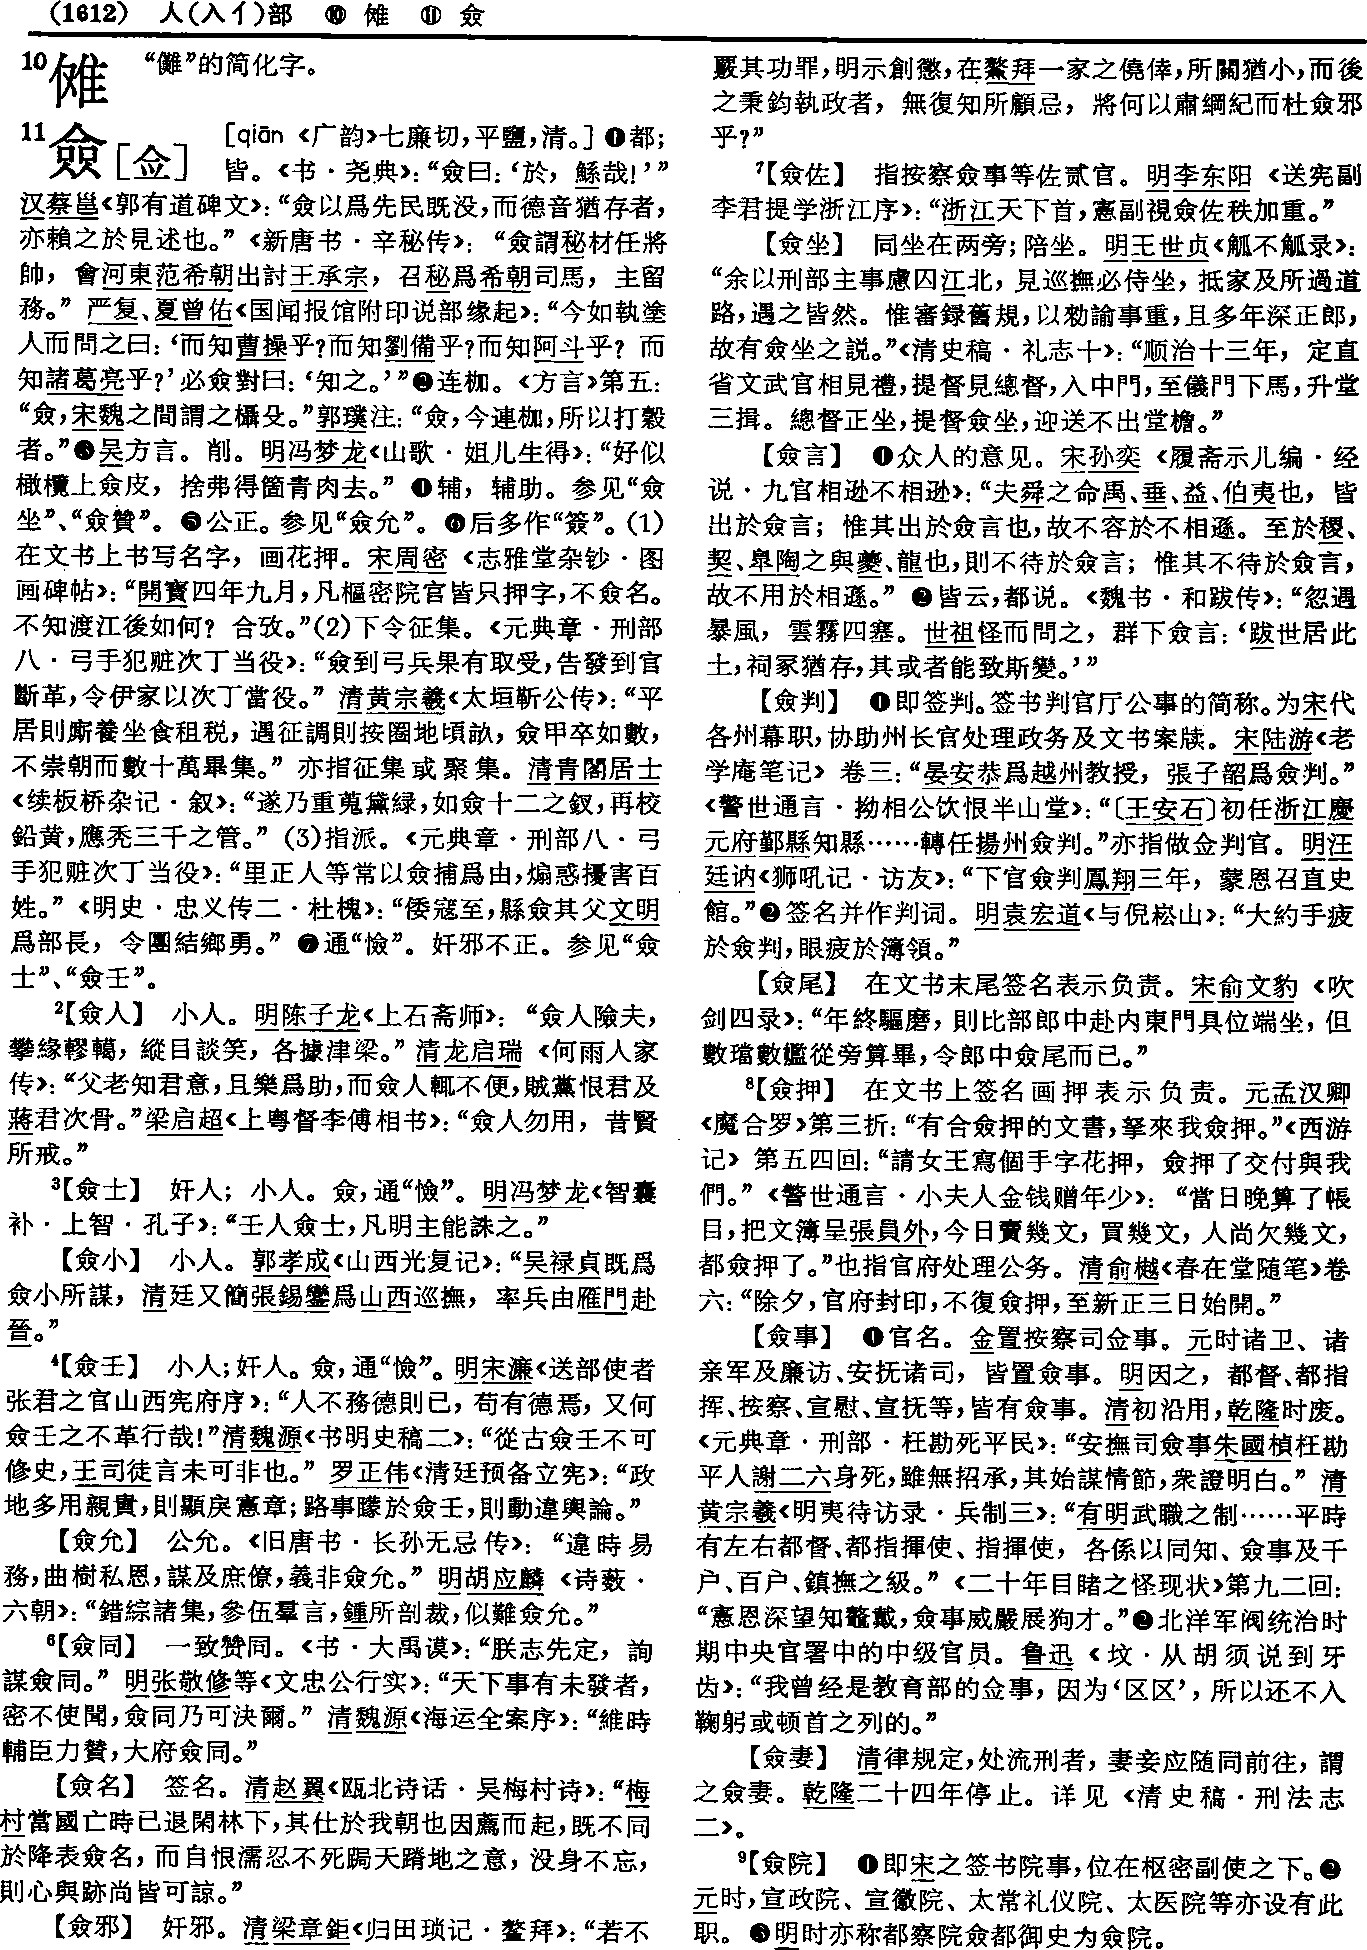 (1612) 人(入亻)部 ⑩ 傩 ⑪ 僉
10傩 “儺”的简化字。
11僉[佥] [qiān 《广韵》七廉切,平鹽,清。] ❶都;
皆。《书·尧典》:“僉曰:‘於,鯀哉!’”
汉蔡邕《郭有道碑文》:“僉以爲先民既没,而德音猶存者,
亦賴之於見述也。”《新唐书·辛秘传》:“僉謂秘材任將
帥,會河東范希朝出討王承宗,召秘爲希朝司馬,主留
務。” 严复、夏曾佑《国闻报馆附印说部缘起》:“今如執塗
人而問之曰:‘而知曹操乎?而知劉備乎?而知阿斗乎?而
知諸葛亮乎?’必僉對曰:‘知之。’”❷连枷。《方言》第五:
“僉,宋魏之間謂之欇殳。”郭璞注:“僉,今連枷,所以打穀
者。”❸吴方言。削。明冯梦龙《山歌·姐儿生得》:“好似
橄欖上僉皮,捨弗得箇青肉去。” ❹辅,辅助。参见“僉
坐”、“僉贊”。❺公正。参见“僉允”。❻后多作“簽”。(1)
在文书上书写名字,画花押。宋周密《志雅堂杂钞·图
画碑帖》:“開寶四年九月,凡樞密院官皆只押字,不僉名。
不知渡江後如何?合攷。”(2)下令征集。《元典章·刑部
八·弓手犯赃次丁当役》:“僉到弓兵果有取受,告發到官
斷革,令伊家以次丁當役。” 清黄宗羲《太垣靳公传》:“平
居則廝養坐食租税,遇征調則按圈地頃畝,僉甲卒如數,
不崇朝而數十萬畢集。” 亦指征集或聚集。清青閣居士
《续板桥杂记·叙》:“遂乃重蒐黛緑,如僉十二之釵,再校
鉛黄,應秃三千之管。” (3)指派。《元典章·刑部八·弓
手犯赃次丁当役》:“里正人等常以僉捕爲由,煽惑擾害百
姓。”《明史·忠义传二·杜槐》:“倭寇至,縣僉其父文明
爲部長,令團結鄉勇。” ❼通“憸”。奸邪不正。参见“僉
士”、“僉壬”。
2【僉人】 小人。明陈子龙《上石斋师》:“僉人險夫,
攀緣轇轕,縱目談笑,各據津梁。”清龙启瑞《何雨人家
传》:“父老知君意,且樂爲助,而僉人輒不便,賊黨恨君及
蔣君次骨。”梁启超《上粤督李傅相书》:“僉人勿用,昔賢
所戒。”
3【僉士】 奸人;小人。僉,通“憸”。明冯梦龙《智囊
补·上智·孔子》:“壬人僉士,凡明主能誅之。”
【僉小】 小人。郭孝成《山西光复记》:“吴禄貞既爲
僉小所謀,清廷又簡張錫鑾爲山西巡撫,率兵由雁門赴
晉。”
4【僉壬】 小人;奸人。僉,通“憸”。明宋濂《送部使者
张君之官山西宪府序》:“人不務德則已,苟有德焉,又何
僉壬之不革行哉!”清魏源《书明史稿二》:“從古僉壬不可
修史,王司徒言未可非也。” 罗正伟《清廷预备立宪》:“政
地多用親貴,則顯戾憲章;路事矇於僉壬,則動違輿論。”
【僉允】 公允。《旧唐书·长孙无忌传》:“違時易
務,曲樹私恩,謀及庶僚,義非僉允。” 明胡应麟《诗薮·
六朝》:“錯綜諸集,參伍羣言,鍾所剖裁,似難僉允。”
6【僉同】 一致赞同。《书·大禹谟》:“朕志先定,詢
謀僉同。” 明张敬修等《文忠公行实》:“天下事有未發者,
密不使聞,僉同乃可決爾。” 清魏源《海运全案序》:“維時
輔臣力贊,大府僉同。”
【僉名】 签名。清赵翼《瓯北诗话·吴梅村诗》:“梅
村當國亡時已退閑林下,其仕於我朝也因薦而起,既不同
於降表僉名,而自恨濡忍不死跼天蹐地之意,没身不忘,
則心與跡尚皆可諒。”
【僉邪】 奸邪。清梁章鉅《归田琐记·鳌拜》:“若不
覈其功罪,明示創懲,在鰲拜一家之僥倖,所關猶小,而後
之秉鈞執政者,無復知所顧忌,將何以肅綱紀而杜僉邪
乎?”
7【僉佐】 指按察僉事等佐贰官。明李东阳《送宪副
李君提学浙江序》:“浙江天下首,憲副視僉佐秩加重。”
【僉坐】 同坐在两旁;陪坐。明王世贞《觚不觚录》:
“余以刑部主事慮囚江北,見巡撫必侍坐,抵家及所過道
路,遇之皆然。惟審録舊規,以勑諭事重,且多年深正郎,
故有僉坐之説。”《清史稿·礼志十》:“顺治十三年,定直
省文武官相見禮,提督見總督,入中門,至儀門下馬,升堂
三揖。總督正坐,提督僉坐,迎送不出堂檐。”
【僉言】 ❶众人的意见。宋孙奕《履斋示儿编·经
说·九官相逊不相逊》:“夫舜之命禹、垂、益、伯夷也,皆
出於僉言;惟其出於僉言也,故不容於不相遜。至於稷、
契、皋陶之與夔、龍也,則不待於僉言;惟其不待於僉言,
故不用於相遜。” ❷皆云,都说。《魏书·和跋传》:“忽遇
暴風,雲霧四塞。世祖怪而問之,群下僉言:‘跋世居此
土,祠冢猶存,其或者能致斯變。’”
【僉判】 ❶即签判。签书判官厅公事的简称。为宋代
各州幕职,协助州长官处理政务及文书案牍。宋陆游《老
学庵笔记》卷三:“晏安恭爲越州教授,張子韶爲僉判。”
《警世通言·拗相公饮恨半山堂》:“〔王安石〕初任浙江慶
元府鄞縣知縣……轉任揚州僉判。”亦指做佥判官。明汪
廷讷《狮吼记·访友》:“下官僉判鳳翔三年,蒙恩召直史
館。”❷签名并作判词。明袁宏道《与倪崧山》:“大約手疲
於僉判,眼疲於簿領。”
【僉尾】 在文书末尾签名表示负责。宋俞文豹《吹
剑四录》:“年終驅磨,則比部郎中赴内東門具位端坐,但
數璫數嬺從旁算畢,令郎中僉尾而已。”
8【僉押】 在文书上签名画押表示负责。元孟汉卿
《魔合罗》第三折:“有合僉押的文書,拏來我僉押。”《西游
记》第五四回:“請女王寫個手字花押,僉押了交付與我
們。”《警世通言·小夫人金钱赠年少》:“當日晚算了帳
目,把文簿呈張員外,今日賣幾文,買幾文,人尚欠幾文,
都僉押了。”也指官府处理公务。清俞樾《春在堂随笔》卷
六:“除夕,官府封印,不復僉押,至新正三日始開。”
【僉事】 ❶官名。金置按察司佥事。元时诸卫、诸
亲军及廉访、安抚诸司,皆置僉事。明因之,都督、都指
挥、按察、宣慰、宣抚等,皆有僉事。清初沿用,乾隆时废。
《元典章·刑部·枉勘死平民》:“安撫司僉事朱國楨枉勘
平人謝二六身死,雖無招承,其始謀情節,衆證明白。” 清
黄宗羲《明夷待访录·兵制三》:“有明武職之制……平時
有左右都督、都指揮使、指揮使,各係以同知、僉事及千
户、百户、鎮撫之級。”《二十年目睹之怪现状》第九二回:
“憲恩深望知鼇戴,僉事威嚴展狗才。”❷北洋军阀统治时
期中央官署中的中级官员。鲁迅《坟·从胡须说到牙
齿》:“我曾经是教育部的佥事,因为‘区区’,所以还不入
鞠躬或顿首之列的。”
【僉妻】 清律规定,处流刑者,妻妾应随同前往,謂
之僉妻。乾隆二十四年停止。详见《清史稿·刑法志
二》。
9【僉院】 ❶即宋之签书院事,位在枢密副使之下。❷
元时,宣政院、宣徽院、太常礼仪院、太医院等亦设有此
职。❸明时亦称都察院僉都御史为僉院。